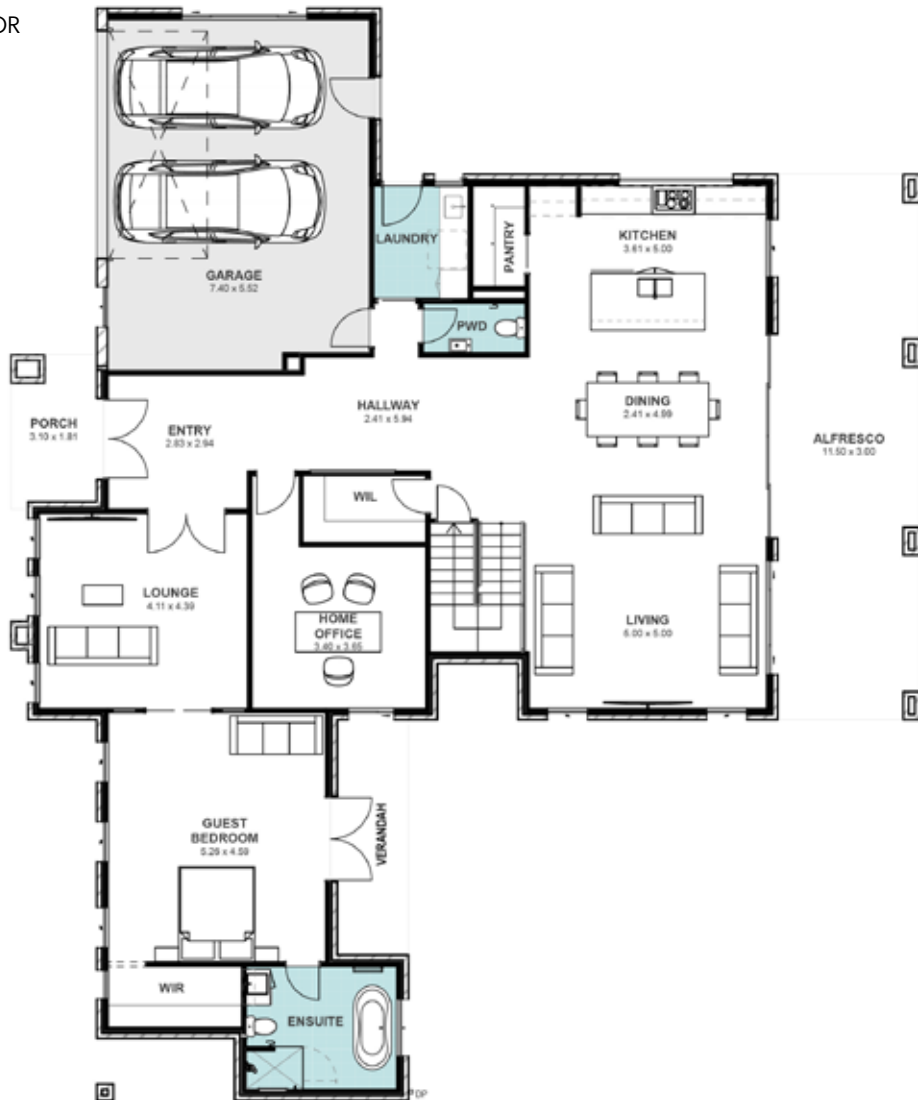 OR
GARAGE
7.40 x 5.52
LAUNDRY
PANTRY
KITCHEN
3.61 x 5.00
PWD
PORCH
3.10 x 1.81
ENTRY
2.83 x 2.94
HALLWAY
2.41 x 5.94
DINING
2.41 x 4.99
ALFRESCO
11.50 x 3.00
WIL
LOUNGE
4.11 x 4.39
HOME
OFFICE
3.40 x 3.65
LIVING
6.00 x 5.00
GUEST
BEDROOM
5.26 x 4.59
VERANDAH
WIR
ENSUITE
DP